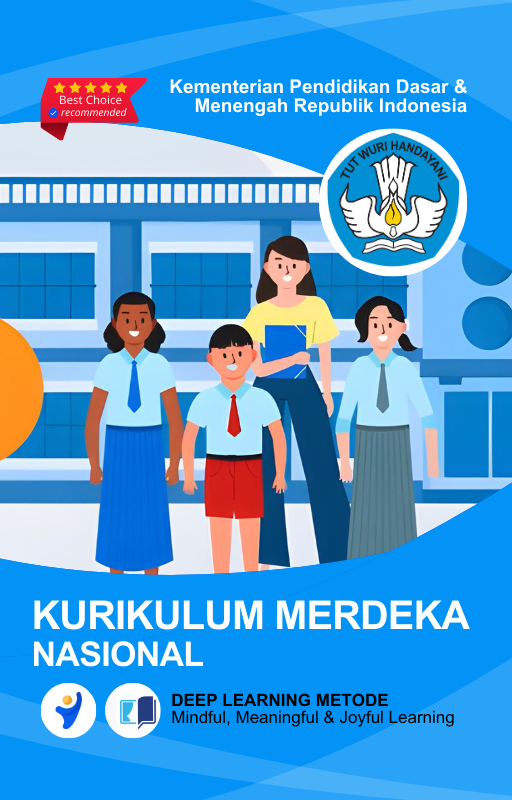 Best Choice
recommended
Kementerian Pendidikan Dasar &
Menengah Republik Indonesia
TUT WURI HANDAYANI
KURIKULUM MERDEKA
NASIONAL
DEEP LEARNING METODE
Mindful, Meaningful & Joyful Learning